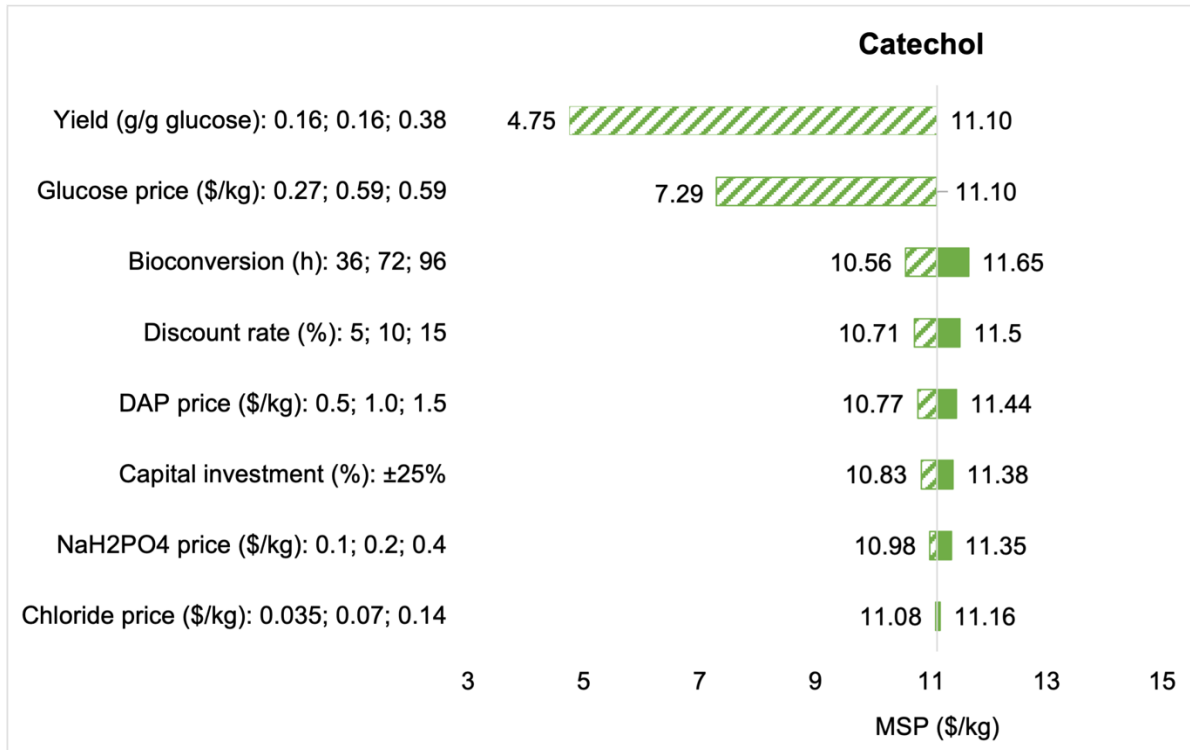 Catechol
Yield (g/g glucose): 0.16; 0.16; 0.38 4.75 11.10
Glucose price ($/kg): 0.27; 0.59; 0.59 7.29 11.10
Bioconversion (h): 36; 72; 96 10.56 11.65
Discount rate (%): 5; 10; 15 10.71 11.5
DAP price ($/kg): 0.5; 1.0; 1.5 10.77 11.44
Capital investment (%): ±25% 10.83 11.38
NaH2PO4 price ($/kg): 0.1; 0.2; 0.4 10.98 11.35
Chloride price ($/kg): 0.035; 0.07; 0.14 11.08 11.16
3 5 7 9 11 13 15
MSP ($/kg)